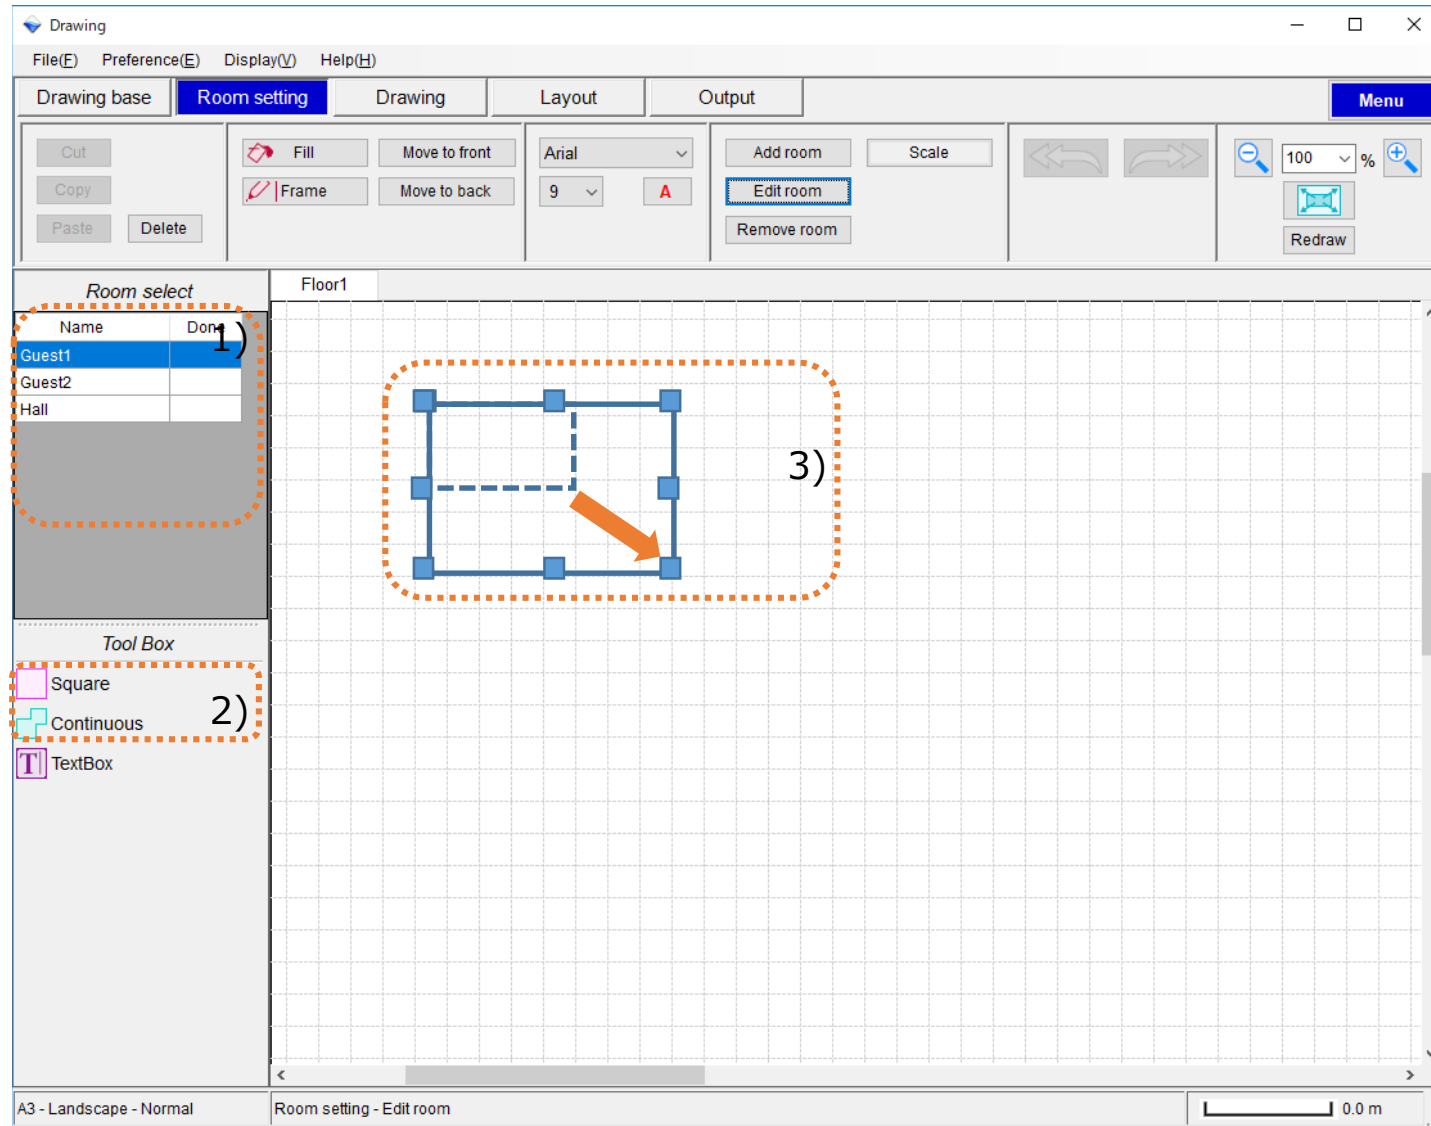 Drawing
File(F) Preference(E) Display(V) Help(H)
Drawing base Room setting Drawing Layout Output Menu
Cut Fill Move to front Arial Add room Scale 100 %
Copy Frame Move to back 9 A Edit room
Paste Delete Remove room Redraw
Room select Floor1
Name Done 1)
Guest1
Guest2
Hall
3)
Tool Box
Square
2)
Continuous
T TextBox
A3 - Landscape - Normal Room setting - Edit room 0.0 m